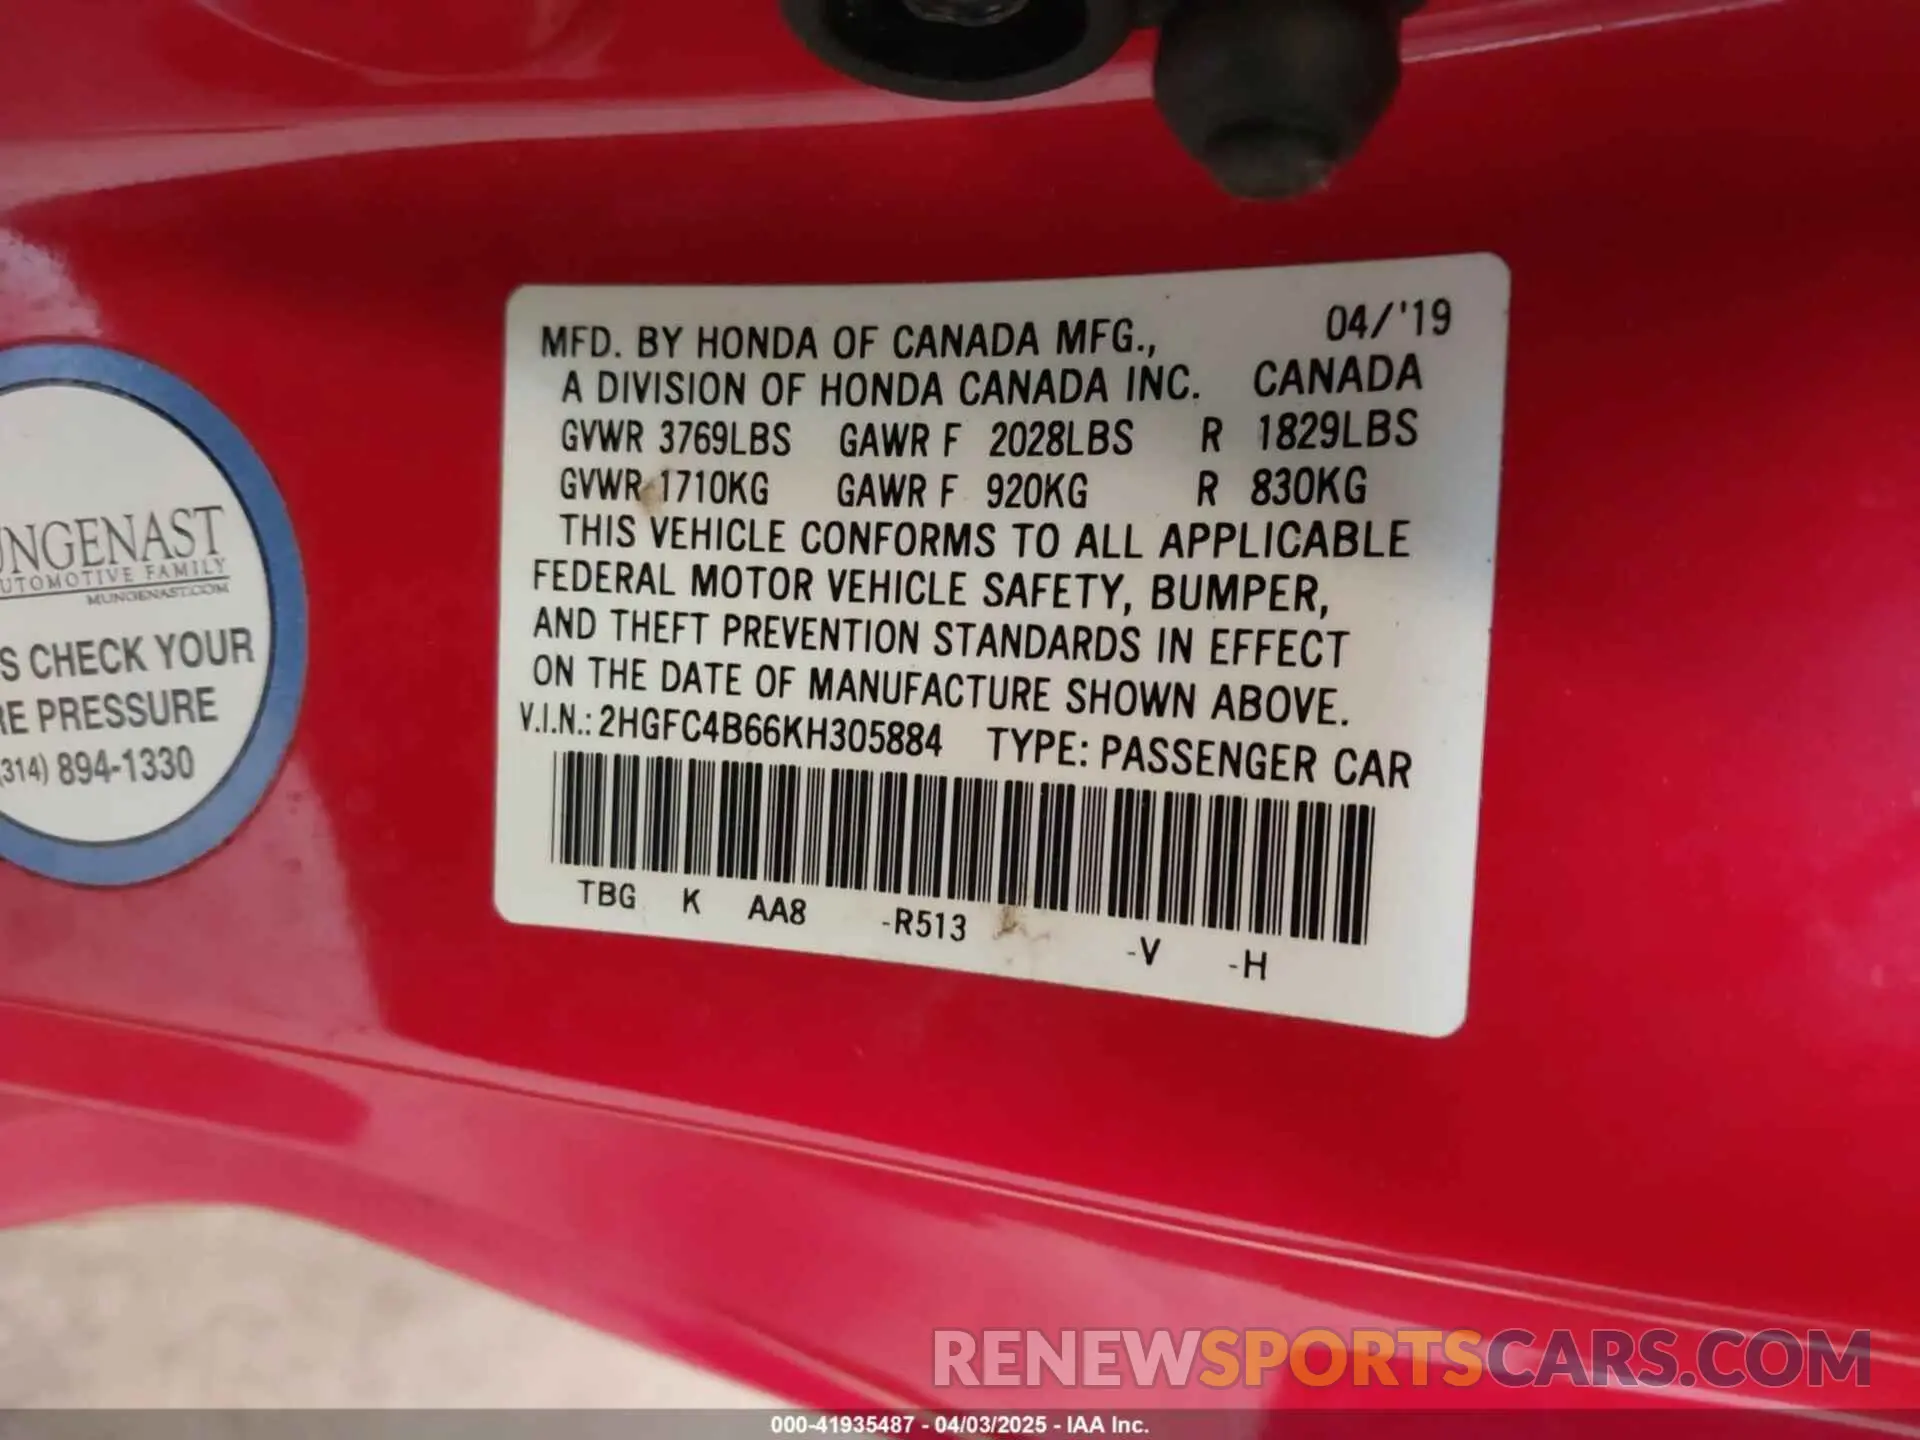 MFD. BY HONDA OF CANADA MFG., 04/'19
A DIVISION OF HONDA CANADA INC. CANADA
GVWR 3769LBS GAWR F 2028LBS R 1829LBS
GVWR 1710KG GAWR F 920KG R 830KG
THIS VEHICLE CONFORMS TO ALL APPLICABLE
FEDERAL MOTOR VEHICLE SAFETY, BUMPER,
AND THEFT PREVENTION STANDARDS IN EFFECT
ON THE DATE OF MANUFACTURE SHOWN ABOVE.
V.I.N.: 2HGFC4B66KH305884 TYPE: PASSENGER CAR
TBG K AA8 -R513 -V -H
UNGENAST
UTOMOTIVE FAMILY
MUNGENAST.COM
S CHECK YOUR
RE PRESSURE
(314) 894-1330
RENEWSPORTSCARS.COM
000-41935487 - 04/03/2025 - IAA Inc.